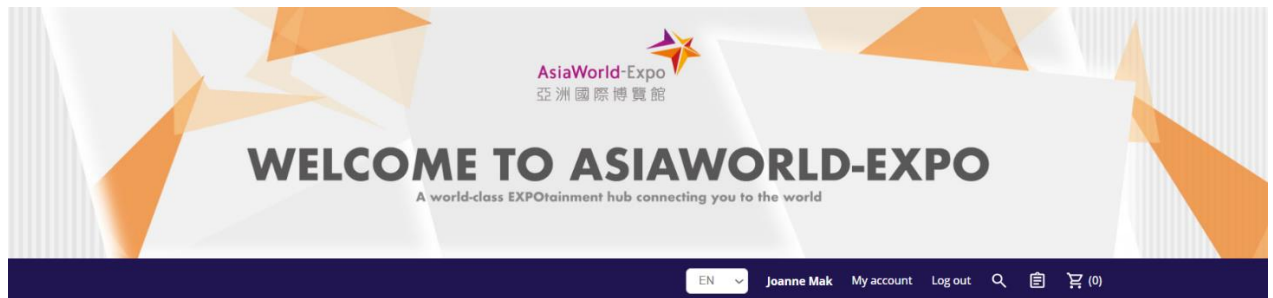 AsiaWorld-Expo
亞洲國際博覽館
WELCOME TO ASIAWORLD-EXPO
A world-class EXPOtainment hub connecting you to the world
EN Joanne Mak My account Log out (0)